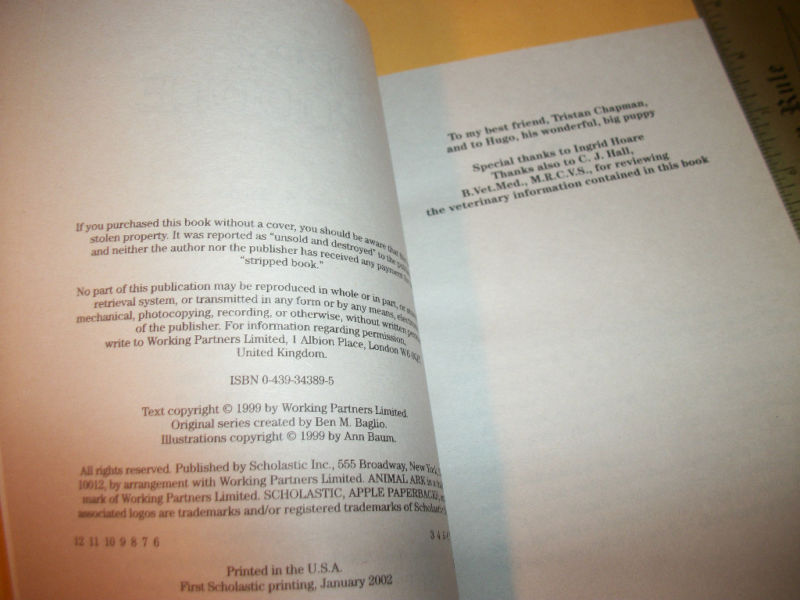 If you purchased this book without a cover, you should be aware that
stolen property. It was reported as "unsold and destroyed" to the
and neither the author nor the publisher has received any payment
"stripped book."
No part of this publication may be reproduced in whole or in part, or
retrieval system, or transmitted in any form or by any means,
mechanical, photocopying, recording, or otherwise, without written
of the publisher. For information regarding permission,
write to Working Partners Limited, 1 Albion Place, London W6
United Kingdom.
ISBN 0-439-34389-5
Text copyright © 1999 by Working Partners Limited.
Original series created by Ben M. Baglio.
Illustrations copyright © 1999 by Ann Baum.
All rights reserved. Published by Scholastic Inc., 555 Broadway, New York,
10012, by arrangement with Working Partners Limited. ANIMAL ARK is a
mark of Working Partners Limited. SCHOLASTIC, APPLE PAPERBACKS,
associated logos are trademarks and/or registered trademarks of Scholastic
12 11 10 9 8 7 6 3 4 5
Printed in the U.S.A.
First Scholastic printing, January 2002
To my best friend, Tristan Chapman,
and to Hugo, his wonderful, big puppy
Special thanks to Ingrid Hoare
Thanks also to C. J. Hall,
B.Vet.Med., M.R.C.V.S., for reviewing
the veterinary information contained in this book
Rule